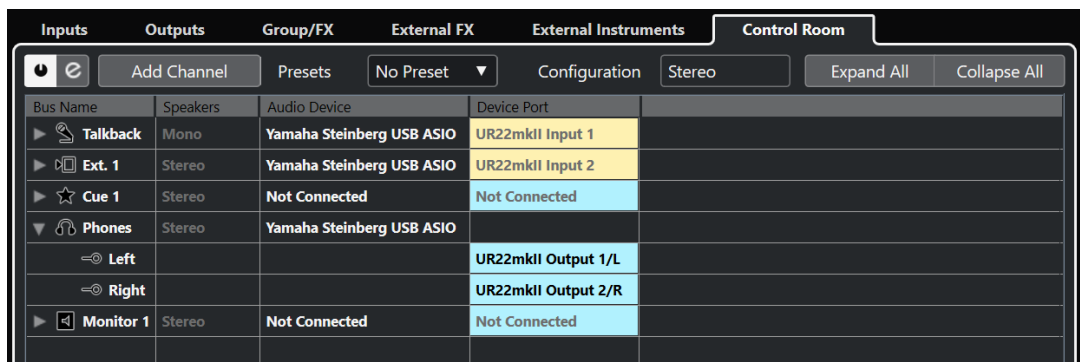 Inputs Outputs Group/FX External FX External Instruments Control Room
Add Channel Presets No Preset Configuration Stereo Expand All Collapse All
Bus Name Speakers Audio Device Device Port
Talkback Mono Yamaha Steinberg USB ASIO UR22mkII Input 1
Ext. 1 Stereo Yamaha Steinberg USB ASIO UR22mkII Input 2
Cue 1 Stereo Not Connected Not Connected
Phones Stereo Yamaha Steinberg USB ASIO
Left UR22mkII Output 1/L
Right UR22mkII Output 2/R
Monitor 1 Stereo Not Connected Not Connected